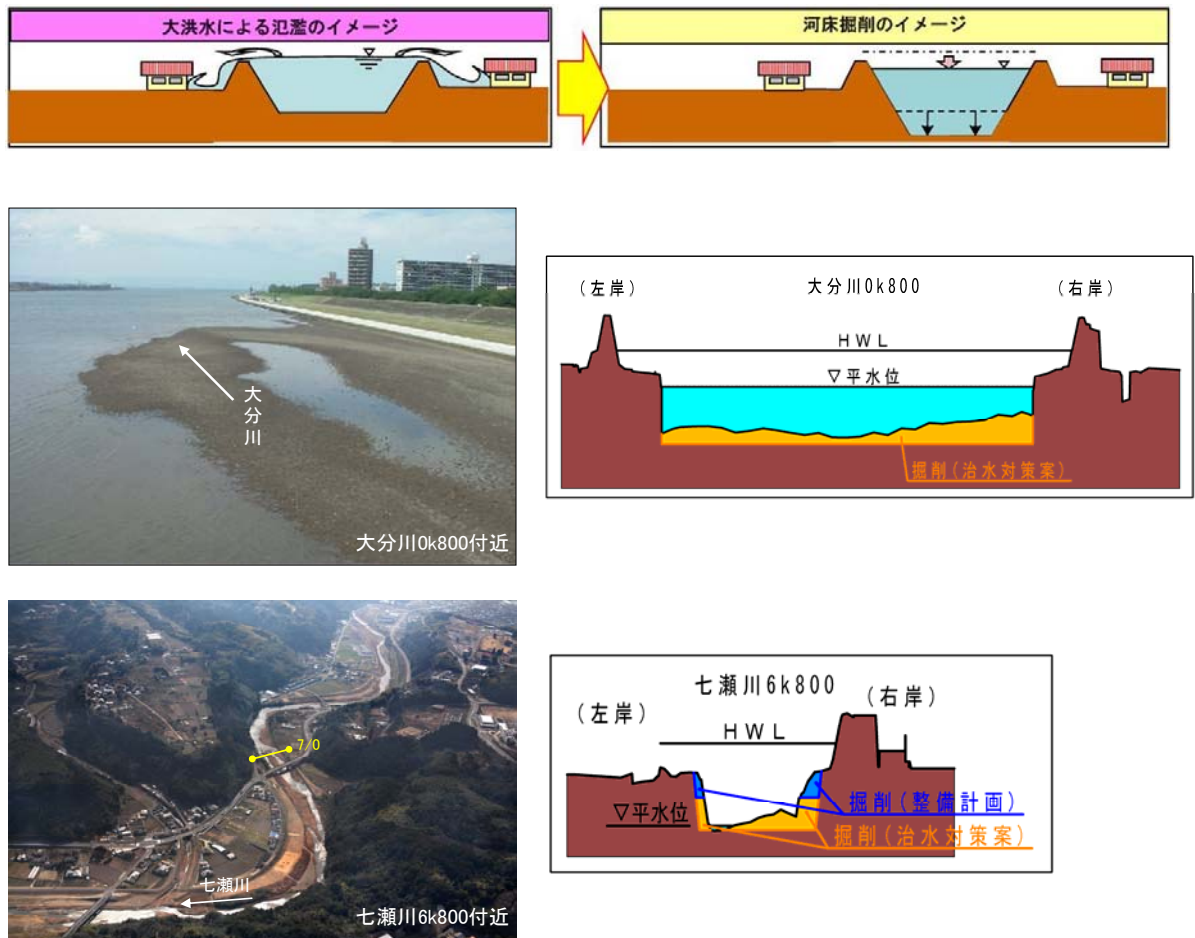 大洪水による氾濫のイメージ
河床掘削のイメージ
大分川
大分川0k800付近
(左岸)
大分川0k800
(右岸)
HWL
▽平水位
掘削(治水対策案)
7/0
七瀬川
七瀬川6k800付近
七瀬川6k800
(左岸)
(右岸)
HWL
▽平水位
掘削(整備計画)
掘削(治水対策案)